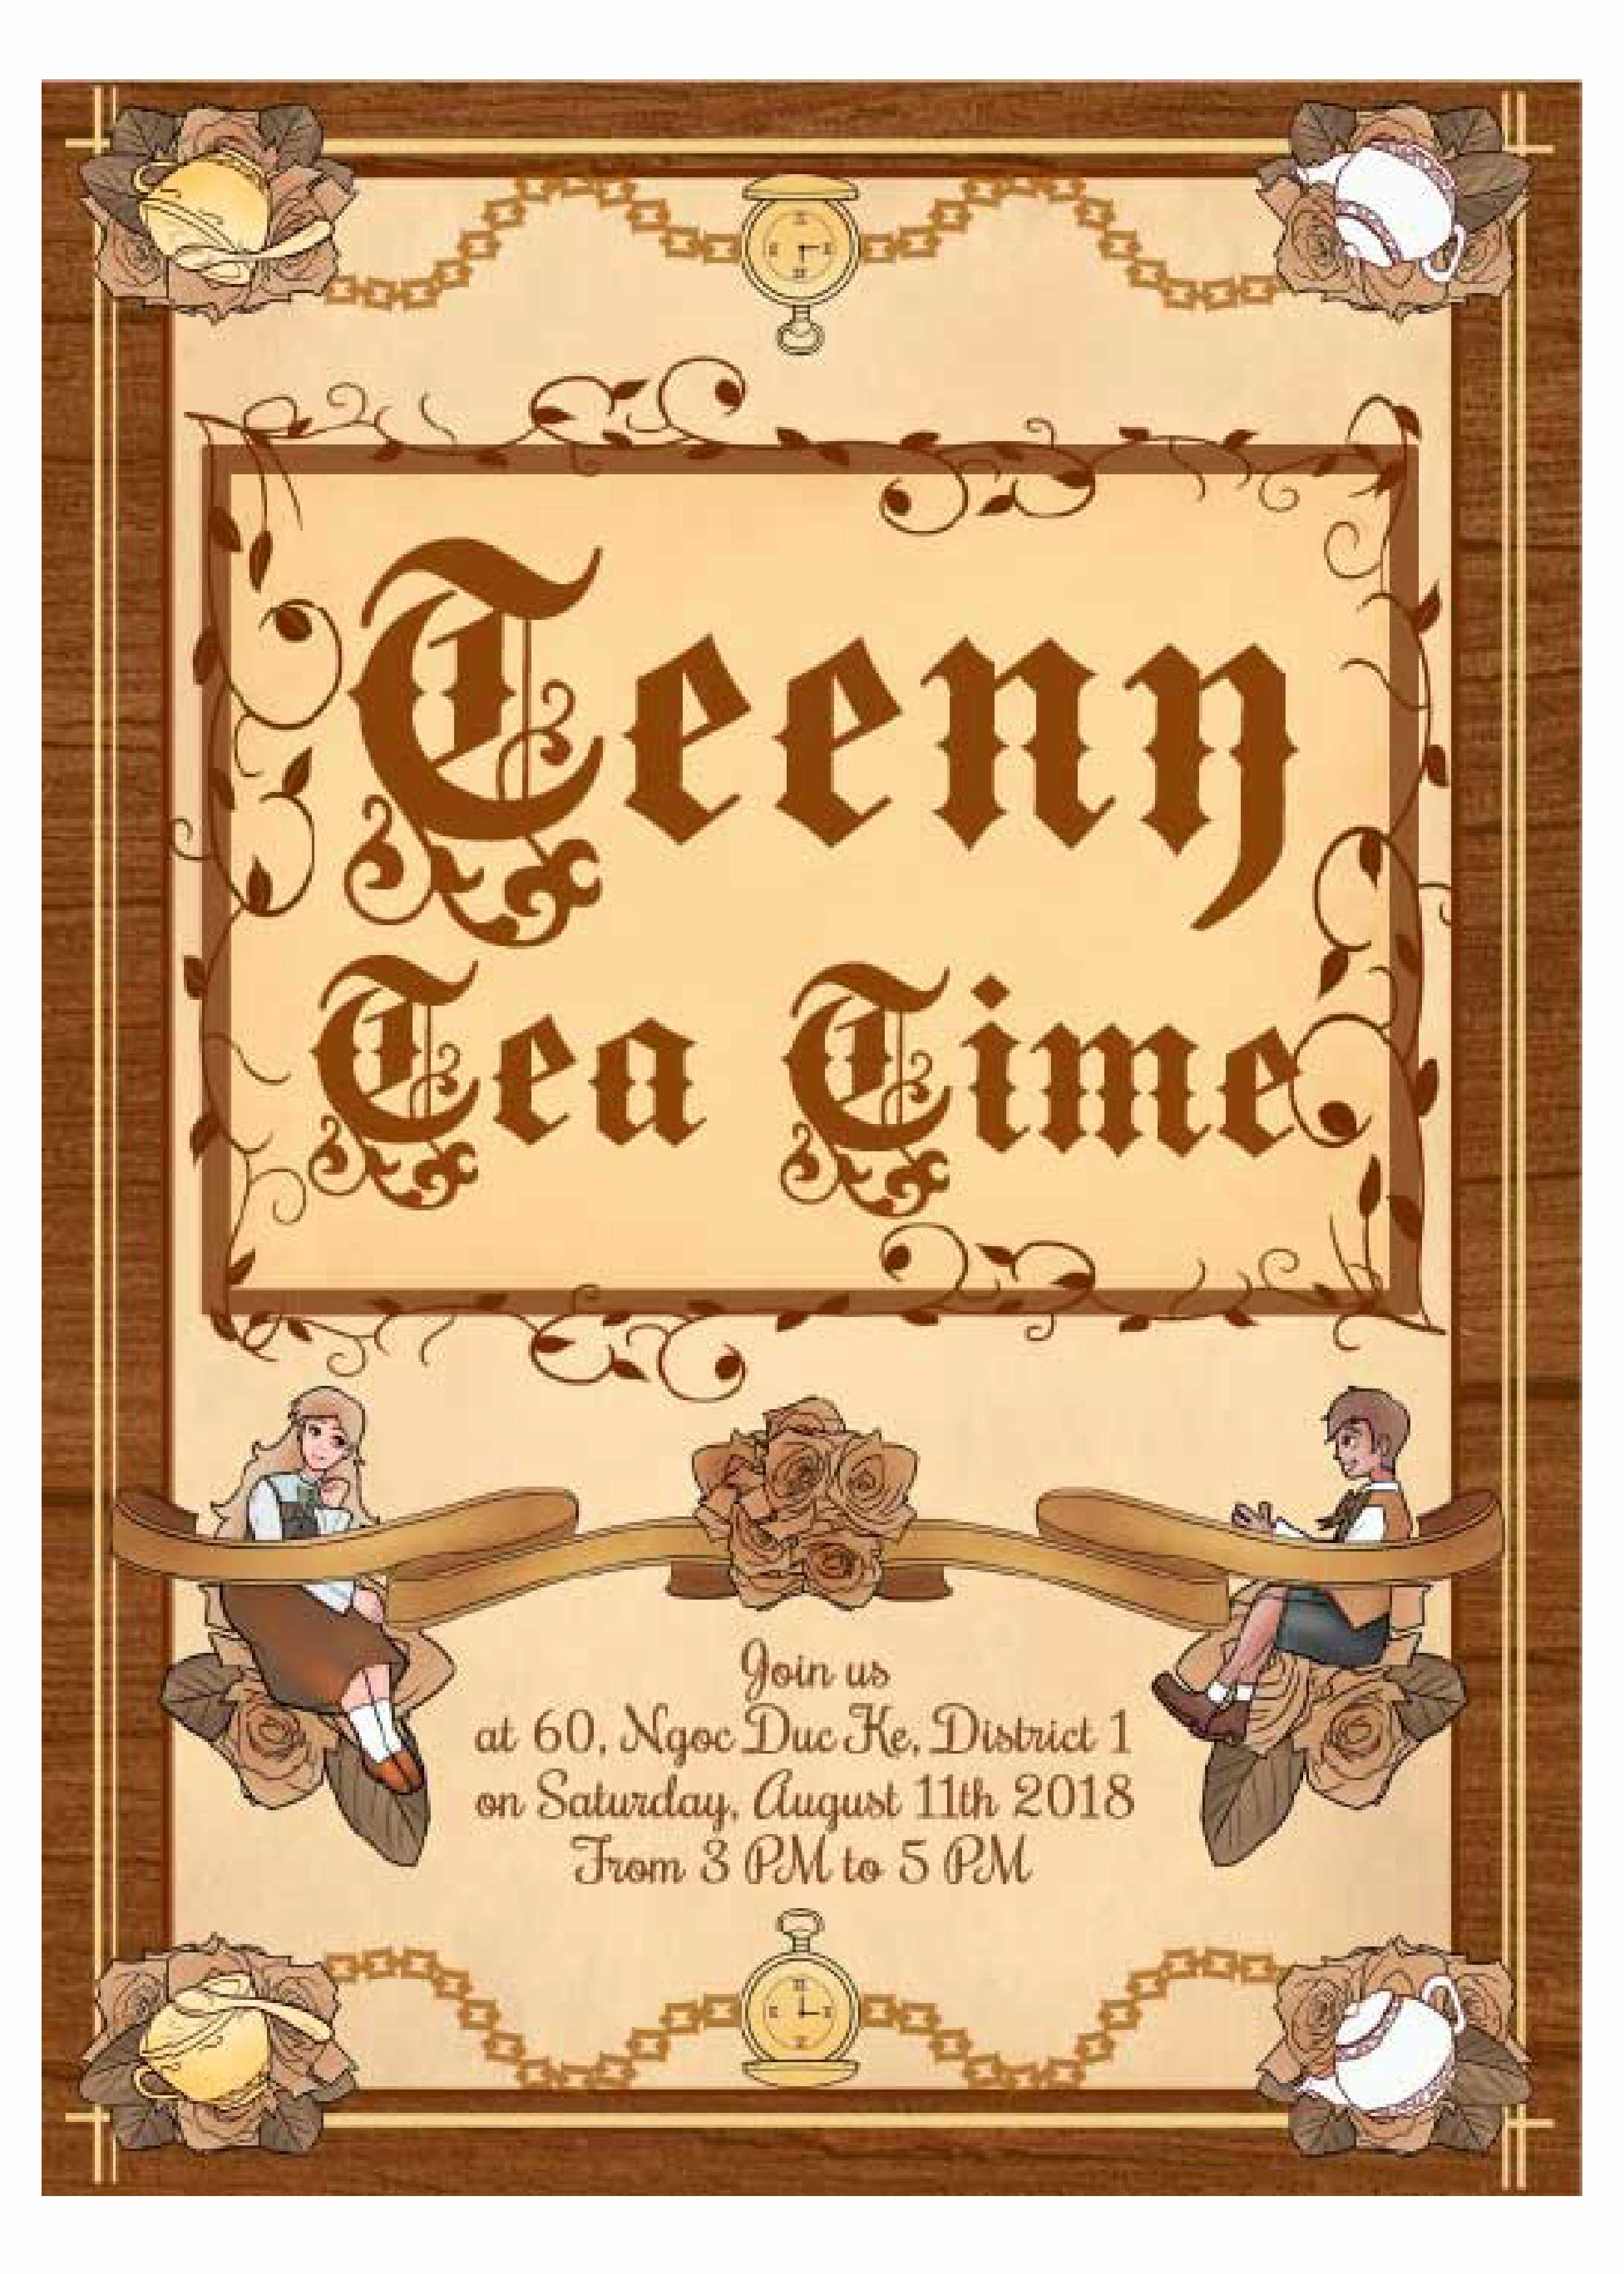 Teenη
Tea Time
Join us
at 60, Ngoc Duc Ke, District 1
on Saturday, August 11th 2018
From 3 PM to 5 PM